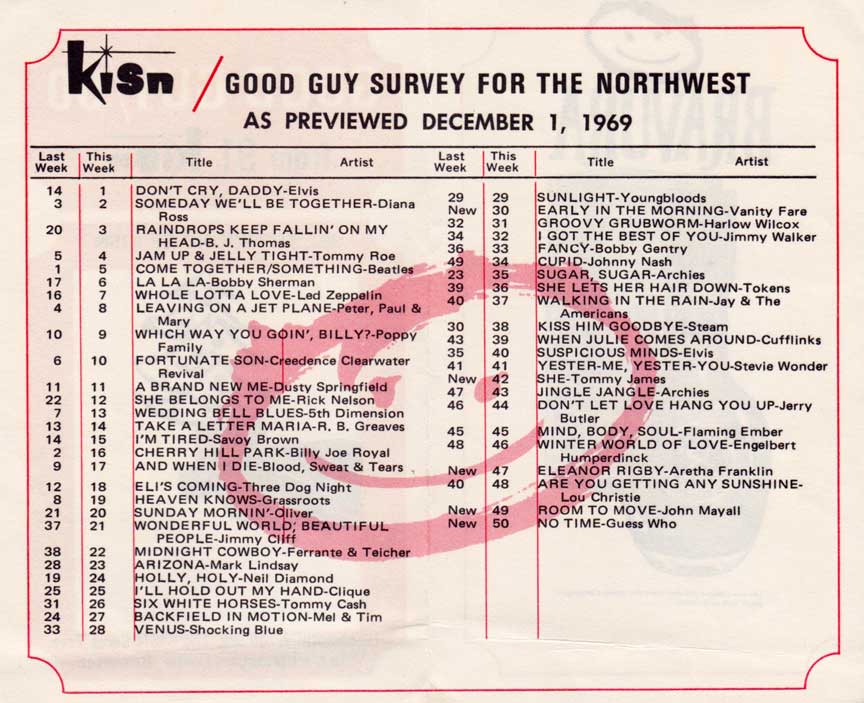 kisn / GOOD GUY SURVEY FOR THE NORTHWEST
AS PREVIEWED DECEMBER 1, 1969
Last Week This Week Title Artist
14 1 DON'T CRY, DADDY-Elvis
3 2 SOMEDAY WE'LL BE TOGETHER-Diana
Ross
20 3 RAINDROPS KEEP FALLIN' ON MY
HEAD-B. J. Thomas
5 4 JAM UP & JELLY TIGHT-Tommy Roe
1 5 COME TOGETHER/SOMETHING-Beatles
17 6 LA LA LA-Bobby Sherman
16 7 WHOLE LOTTA LOVE-Led Zeppelin
4 8 LEAVING ON A JET PLANE-Peter, Paul &
Mary
10 9 WHICH WAY YOU GOIN', BILLY?-Poppy
Family
6 10 FORTUNATE SON-Creedence Clearwater
Revival
11 11 A BRAND NEW ME-Dusty Springfield
22 12 SHE BELONGS TO ME-Rick Nelson
7 13 WEDDING BELL BLUES-5th Dimension
13 14 TAKE A LETTER MARIA-R. B. Greaves
14 15 I'M TIRED-Savoy Brown
2 16 CHERRY HILL PARK-Billy Joe Royal
9 17 AND WHEN I DIE-Blood, Sweat & Tears
12 18 ELI'S COMING-Three Dog Night
8 19 HEAVEN KNOWS-Grassroots
21 20 SUNDAY MORNIN'-Oliver
37 21 WONDERFUL WORLD; BEAUTIFUL
PEOPLE-Jimmy Cliff
38 22 MIDNIGHT COWBOY-Ferrante & Teicher
28 23 ARIZONA-Mark Lindsay
19 24 HOLLY, HOLY-Neil Diamond
25 25 I'LL HOLD OUT MY HAND-Clique
31 26 SIX WHITE HORSES-Tommy Cash
24 27 BACKFIELD IN MOTION-Mel & Tim
33 28 VENUS-Shocking Blue
Last Week This Week Title Artist
29 29 SUNLIGHT-Youngbloods
New 30 EARLY IN THE MORNING-Vanity Fare
32 31 GROOVY GRUBWORM-Harlow Wilcox
34 32 I GOT THE BEST OF YOU-Jimmy Walker
36 33 FANCY-Bobby Gentry
49 34 CUPID-Johnny Nash
23 35 SUGAR, SUGAR-Archies
39 36 SHE LETS HER HAIR DOWN-Tokens
40 37 WALKING IN THE RAIN-Jay & The
Americans
30 38 KISS HIM GOODBYE-Steam
43 39 WHEN JULIE COMES AROUND-Cufflinks
35 40 SUSPICIOUS MINDS-Elvis
41 41 YESTER-ME, YESTER-YOU-Stevie Wonder
New 42 SHE-Tommy James
47 43 JINGLE JANGLE-Archies
46 44 DON'T LET LOVE HANG YOU UP-Jerry
Butler
45 45 MIND, BODY, SOUL-Flaming Ember
48 46 WINTER WORLD OF LOVE-Engelbert
Humperdinck
New 47 ELEANOR RIGBY-Aretha Franklin
40 48 ARE YOU GETTING ANY SUNSHINE-
Lou Christie
New 49 ROOM TO MOVE-John Mayall
New 50 NO TIME-Guess Who